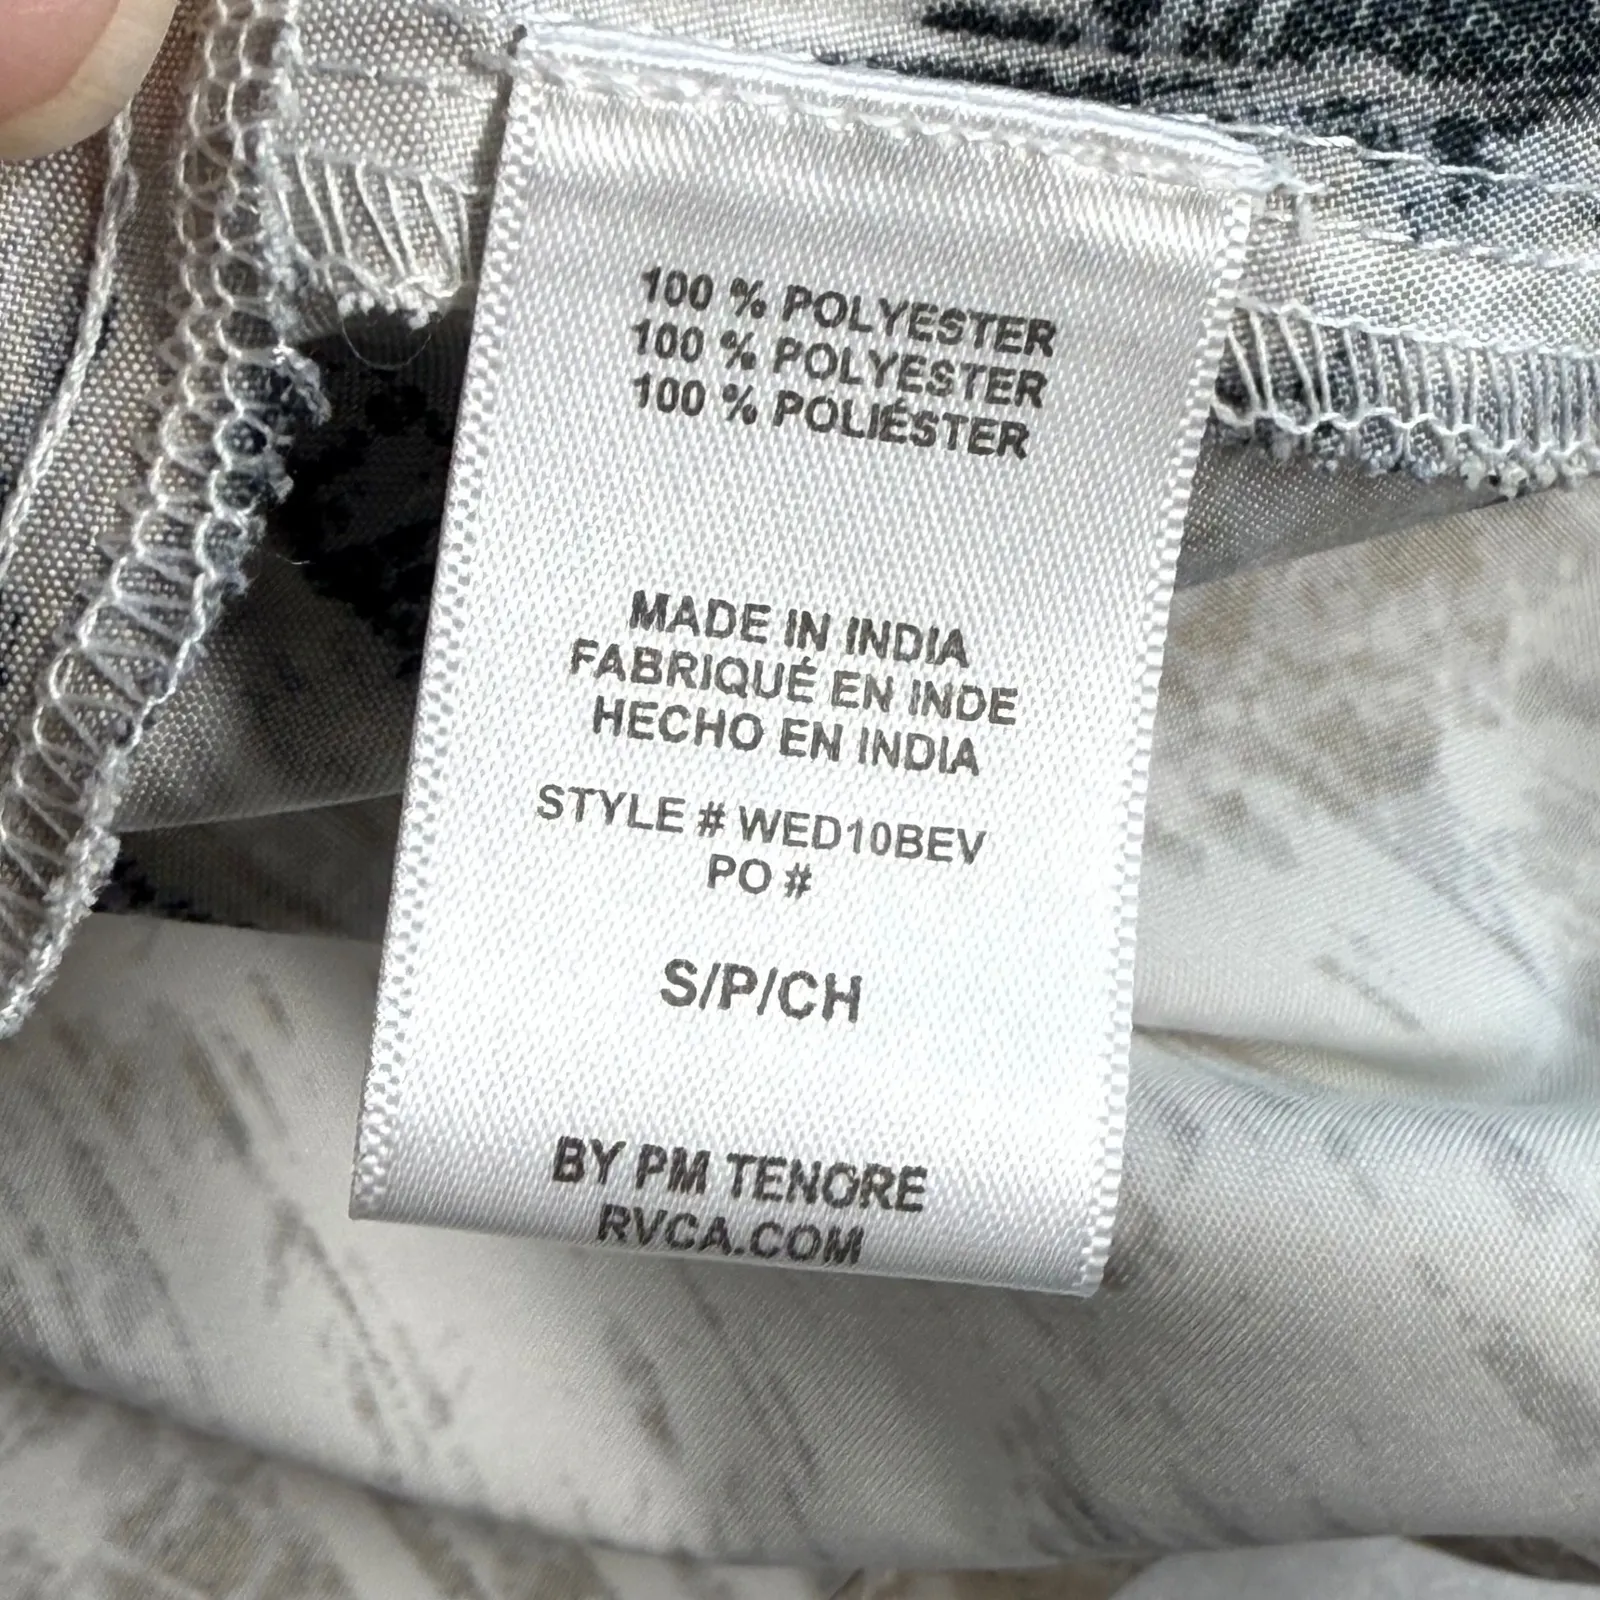 100 % POLYESTER
100 % POLYESTER
100 % POLIÉSTER
MADE IN INDIA
FABRIQUÉ EN INDE
HECHO EN INDIA
STYLE # WED10BEV
PO #
S/P/CH
BY PM TENORE
RVCA.COM